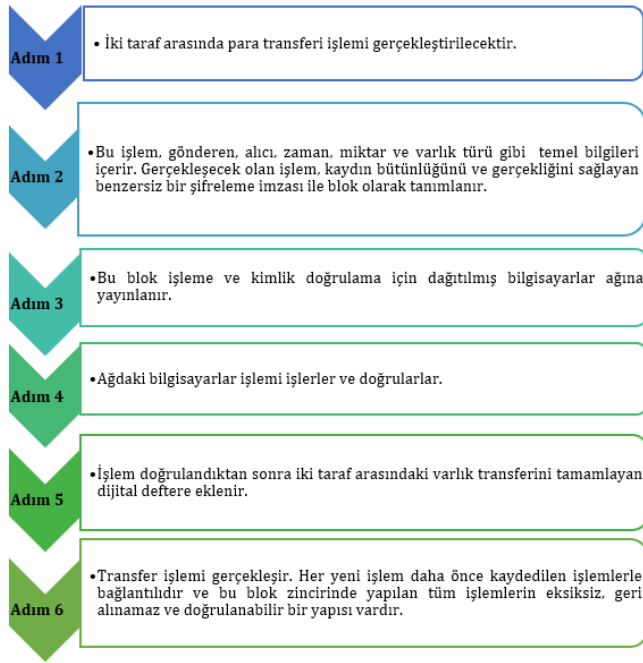 Adım 1
• İki taraf arasında para transferi işlemi gerçekleştirilecektir.
Adım 2
•Bu işlem, gönderen, alıcı, zaman, miktar ve varlık türü gibi temel bilgileri
içerir. Gerçekleşecek olan işlem, kaydın bütünlüğünü ve gerçekliğini sağlayan
benzersiz bir şifreleme imzası ile blok olarak tanımlanır.
Adım 3
•Bu blok işleme ve kimlik doğrulama için dağıtılmış bilgisayarlar ağına
yayınlanır.
Adım 4
•Ağdaki bilgisayarlar işlemi işlerler ve doğrularlar.
Adım 5
•İşlem doğrulandıktan sonra iki taraf arasındaki varlık transferini tamamlayan
dijital deftere eklenir.
Adım 6
•Transfer işlemi gerçekleşir. Her yeni işlem daha önce kaydedilen işlemlerle
bağlantılıdır ve bu blok zincirinde yapılan tüm işlemlerin eksiksiz, geri
alınamaz ve doğrulanabilir bir yapısı vardır.